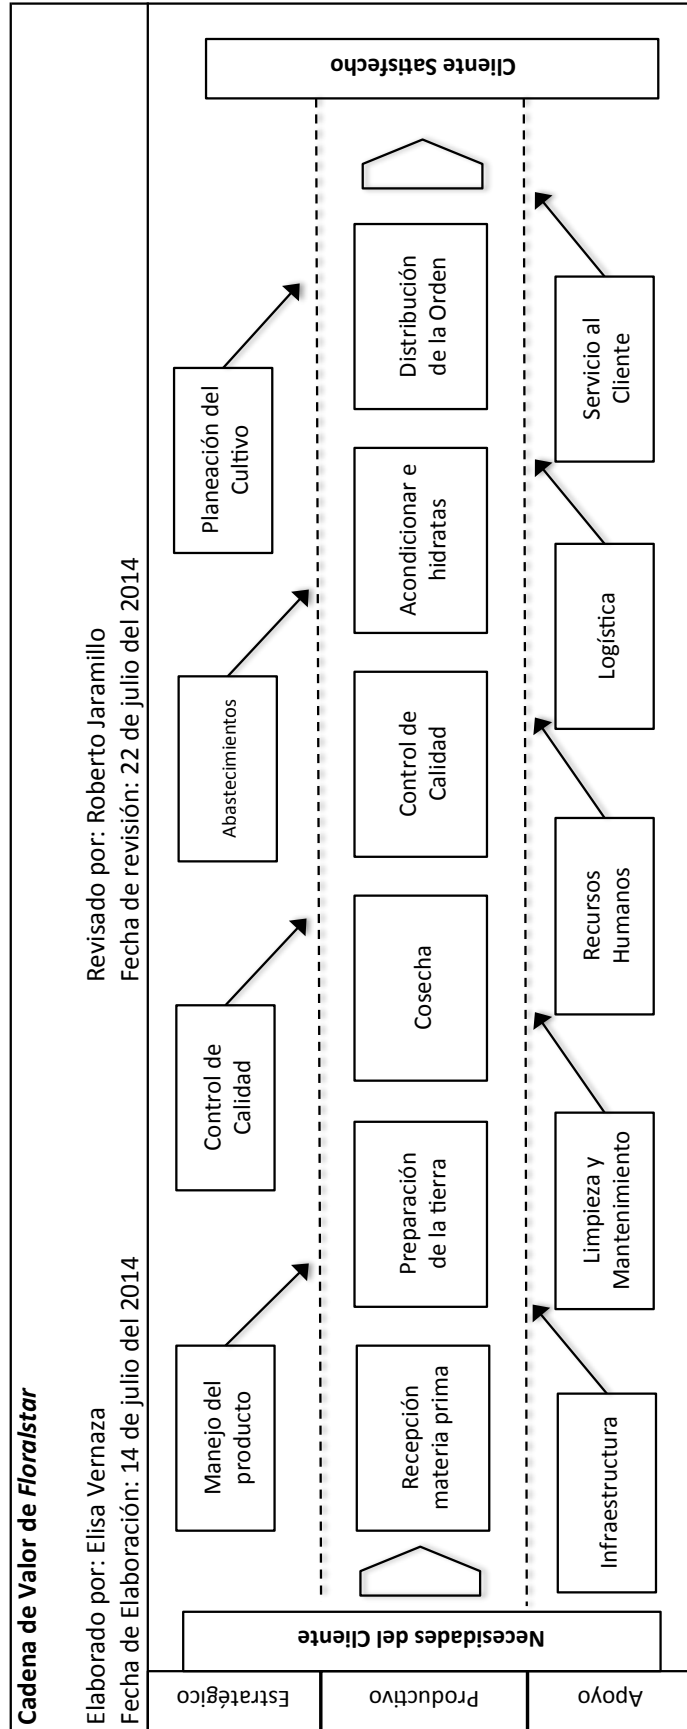 Cadena de Valor de Floralstar
Elaborado por: Elisa Vernaza
Fecha de Elaboración: 14 de julio del 2014
Revisado por: Roberto Jaramillo
Fecha de revisión: 22 de julio del 2014
Estratégico
Manejo del
producto
Control de
Calidad
Abastecimientos
Planeación del
Cultivo
Necesidades del Cliente
Productivo
Recepción
materia prima
Preparación
de la tierra
Cosecha
Control de
Calidad
Acondicionar e
hidratas
Distribución
de la Orden
Cliente Satisfecho
Apoyo
Infraestructura
Limpieza y
Mantenimiento
Recursos
Humanos
Logística
Servicio al
Cliente